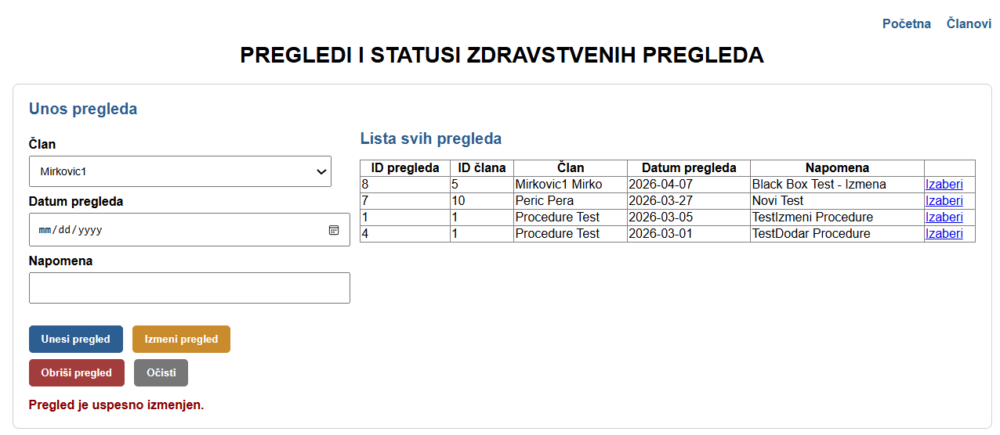 Početna Članovi
PREGLEDI I STATUSI ZDRAVSTVENIH PREGLEDA
Unos pregleda
Član
Mirkovic1
Datum pregleda
mm/dd/yyyy
Napomena
Unesi pregled Izmeni pregled
Obriši pregled Očisti
Pregled je uspesno izmenjen.
Lista svih pregleda
ID pregleda ID člana Član Datum pregleda Napomena
8 5 Mirkovic1 Mirko 2026-04-07 Black Box Test - Izmena Izaberi
7 10 Peric Pera 2026-03-27 Novi Test Izaberi
1 1 Procedure Test 2026-03-05 TestIzmeni Procedure Izaberi
4 1 Procedure Test 2026-03-01 TestDodar Procedure Izaberi